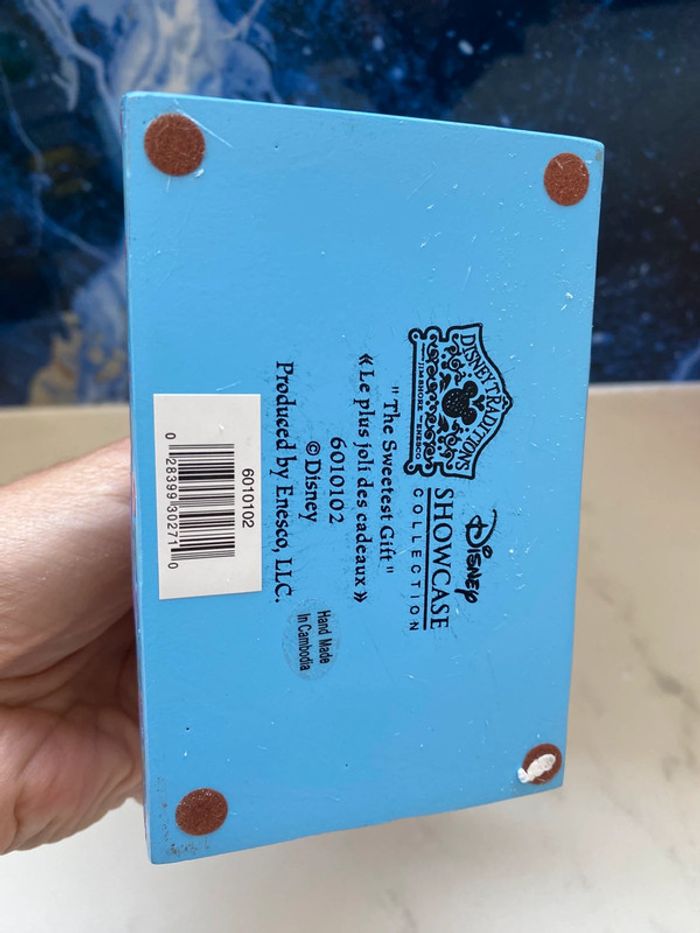 DISNEY TRADITIONS
JIM SHORE ENESCO
Disney
SHOWCASE
COLLECTION
"The Sweetest Gift"
«Le plus joli des cadeaux»
6010102
© Disney
Produced by Enesco, LLC.
Hand Made
In Cambodia
6010102
0 28399 30271 0